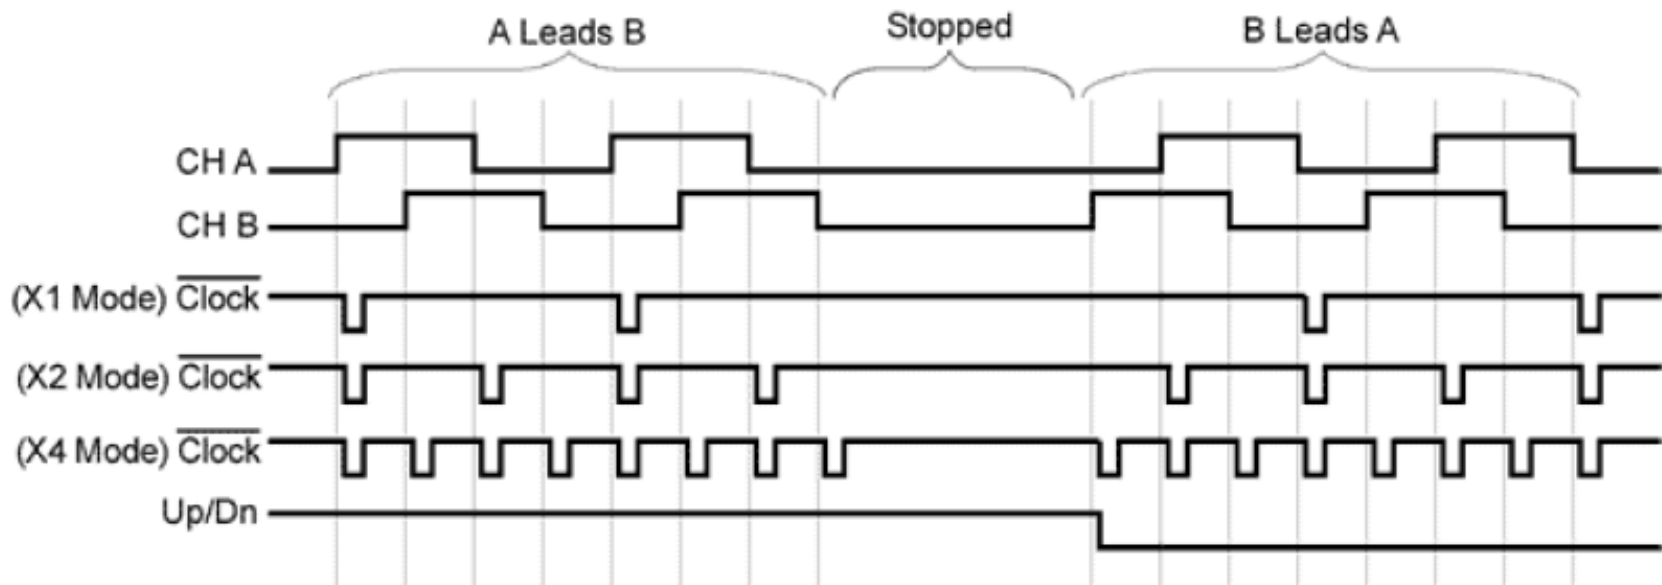 A Leads B
Stopped
B Leads A
CH A
CH B
(X1 Mode) Clock
(X2 Mode) Clock
(X4 Mode) Clock
Up/Dn